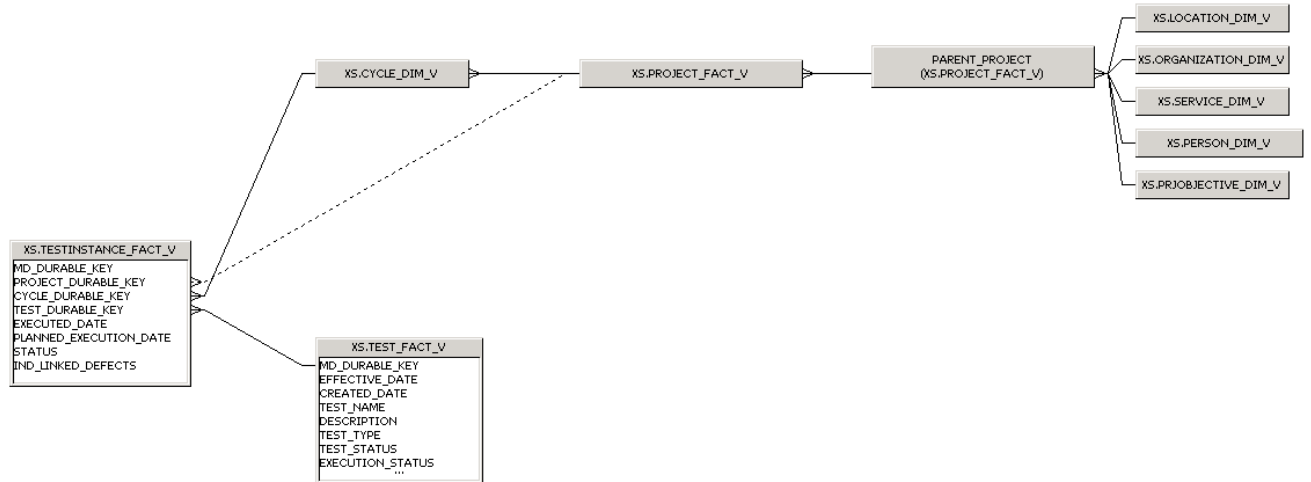 XS.LOCATION_DIM_V
XS.CYCLE_DIM_V
XS.PROJECT_FACT_V
PARENT_PROJECT
(XS.PROJECT_FACT_V)
XS.ORGANIZATION_DIM_V
XS.SERVICE_DIM_V
XS.PERSON_DIM_V
XS.PRJOBJECTIVE_DIM_V
XS.TESTINSTANCE_FACT_V
MD_DURABLE_KEY
PROJECT_DURABLE_KEY
CYCLE_DURABLE_KEY
TEST_DURABLE_KEY
EXECUTED_DATE
PLANNED_EXECUTION_DATE
STATUS
IND_LINKED_DEFECTS
XS.TEST_FACT_V
MD_DURABLE_KEY
EFFECTIVE_DATE
CREATED_DATE
TEST_NAME
DESCRIPTION
TEST_TYPE
TEST_STATUS
EXECUTION_STATUS
...